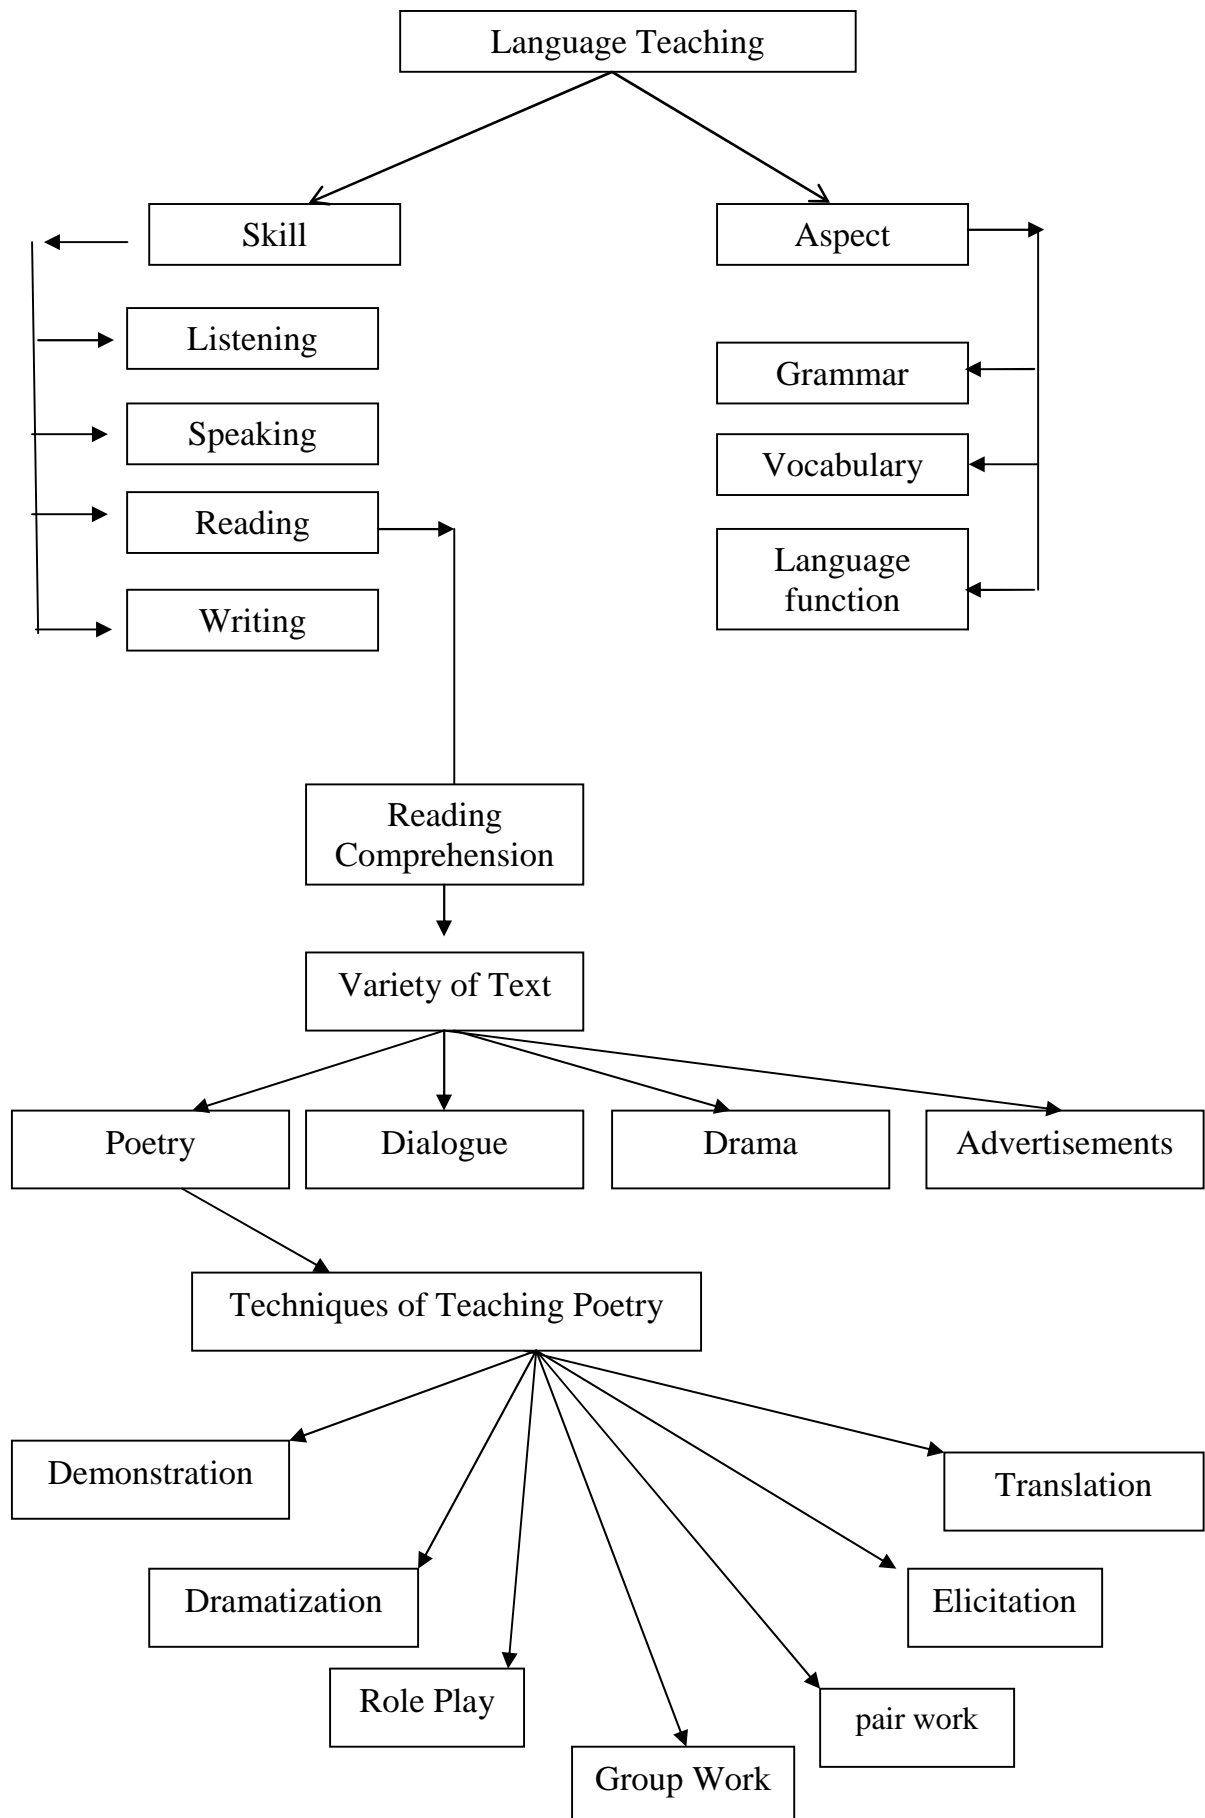 Language Teaching
Skill
Aspect
Listening
Grammar
Speaking
Vocabulary
Reading
Language
function
Writing
Reading
Comprehension
Variety of Text
Poetry
Dialogue
Drama
Advertisements
Techniques of Teaching Poetry
Demonstration
Translation
Dramatization
Elicitation
Role Play
pair work
Group Work